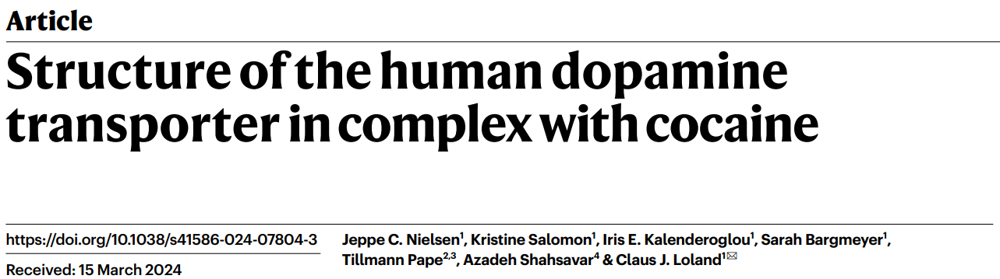 Article
Structure of the human dopamine
transporter in complex with cocaine
https://doi.org/10.1038/s41586-024-07804-3
Received: 15 March 2024
Jeppe C. Nielsen1, Kristine Salomon1, Iris E. Kalenderoglou1, Sarah Bargmeyer1,
Tillmann Pape2,3, Azadeh Shahsavar4 & Claus J. Loland1✉